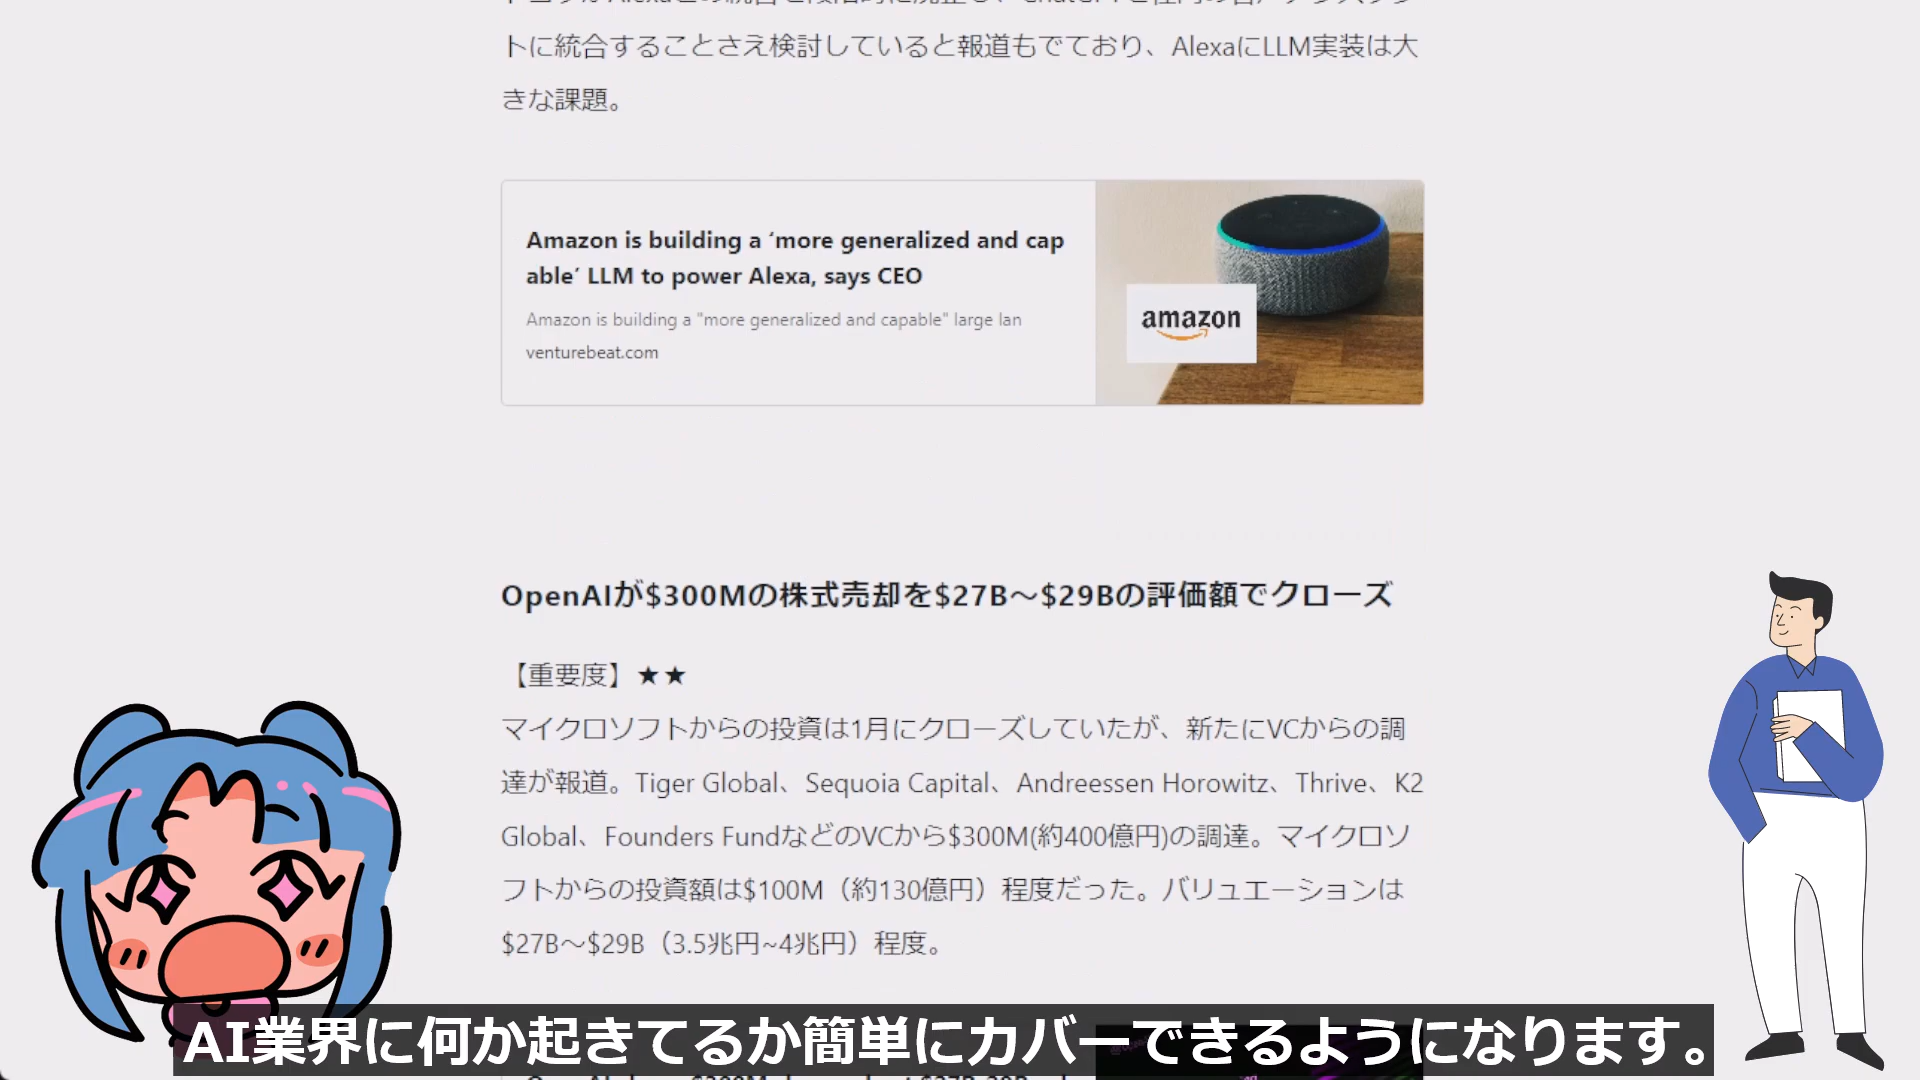 トに統合することさえ検討していると報道もでており、AlexaにLLM実装は大
きな課題。
Amazon is building a ‘more generalized and cap
able’ LLM to power Alexa, says CEO
Amazon is building a "more generalized and capable" large lan
venturebeat.com
amazon
OpenAIが$300Mの株式売却を$27B〜$29Bの評価額でクローズ
【重要度】★★
マイクロソフトからの投資は1月にクローズしていたが、新たにVCからの調
達が報道。Tiger Global、Sequoia Capital、Andreessen Horowitz、Thrive、K2
Global、Founders FundなどのVCから$300M(約400億円)の調達。マイクロソ
フトからの投資額は$100M（約130億円）程度だった。バリュエーションは
$27B〜$29B（3.5兆円~4兆円）程度。
AI業界に何か起きてるか簡単にカバーできるようになります。